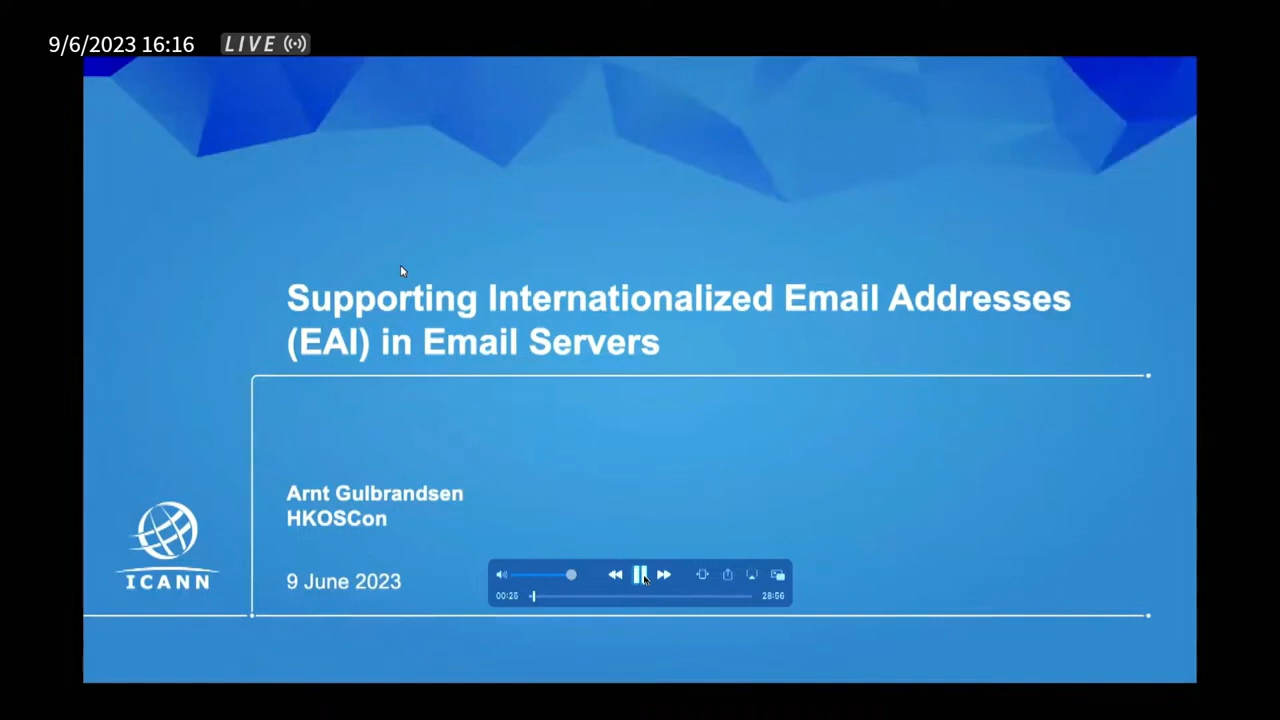 9/6/2023 16:16 LIVE
Supporting Internationalized Email Addresses
(EAI) in Email Servers
Arnt Gulbrandsen
HKOSCon
ICANN
9 June 2023
00:25
28:56